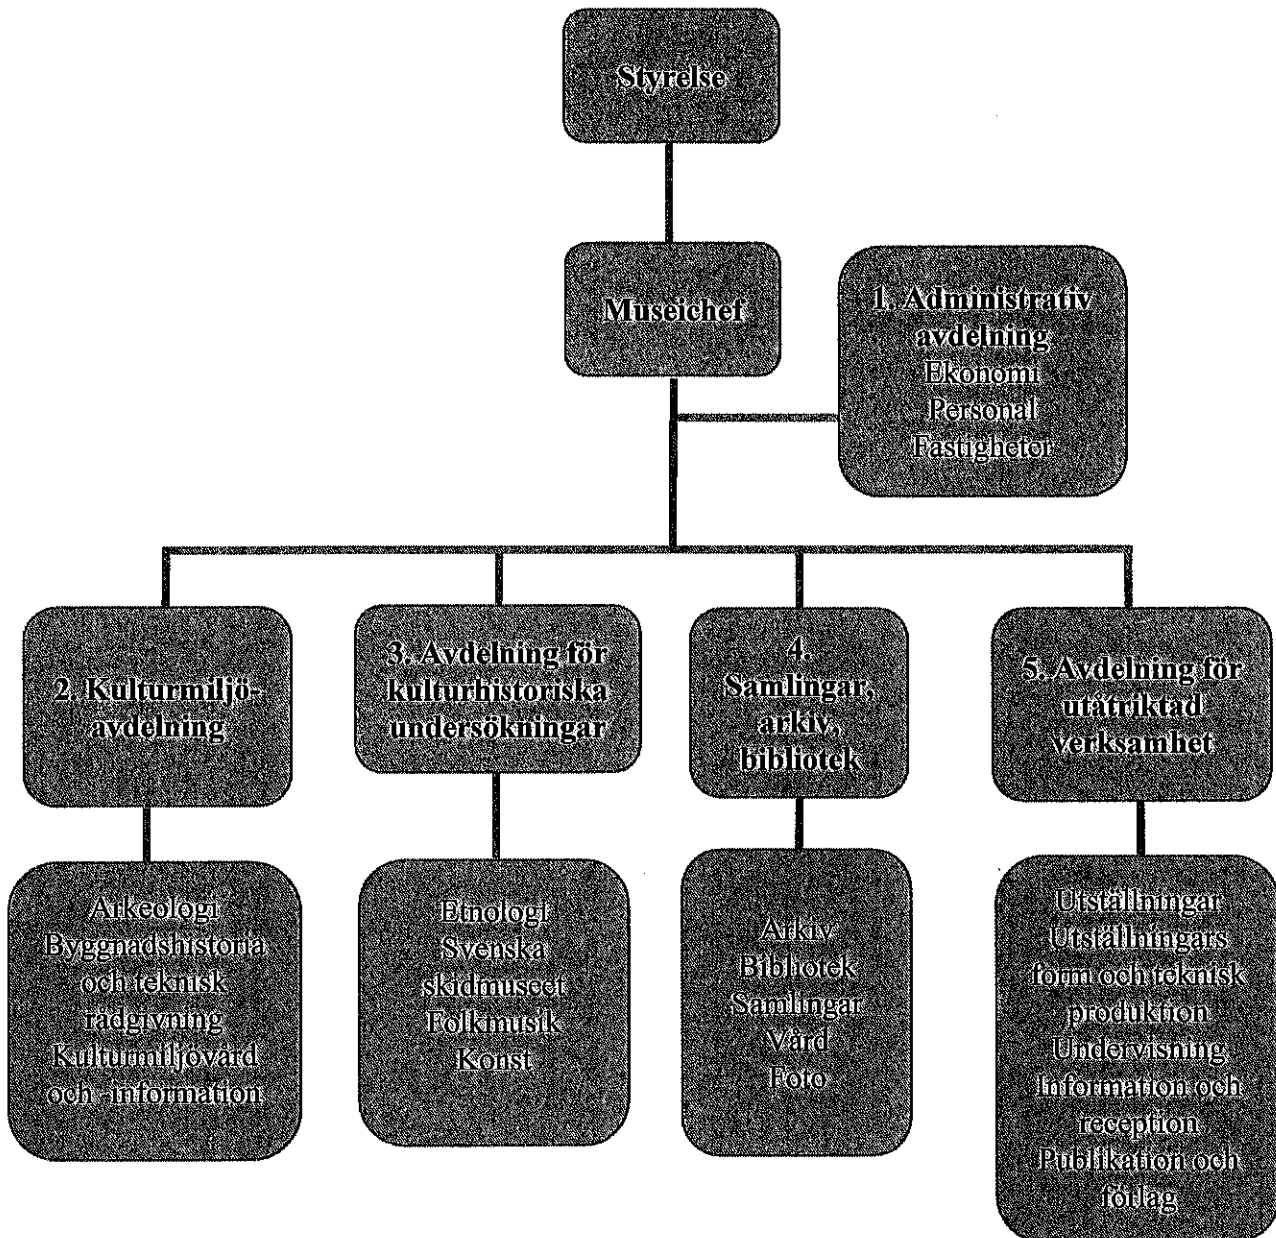 Styrelse
Museichef
1. Administrativ
avdelning
Ekonomi
Personal
Fastigheter
2. Kulturmiljö-
avdelning
3. Avdelning för
kulturhistoriska
undersökningar
4.
Samlingar,
arkiv,
bibliotek
5. Avdelning för
utåtriktad
verksamhet
Arkeologi
Byggnadshistoria
och teknisk
rådgivning
Kulturmiljövård
och -information
Etnologi
Svenska
skidmuseet
Folkmusik
Konst
Arkiv
Bibliotek
Samlingar
Vård
Foto
Utställningar
Utställningars
form och teknisk
produktion
Undervisning
Information och
reception
Publikation och
förlag